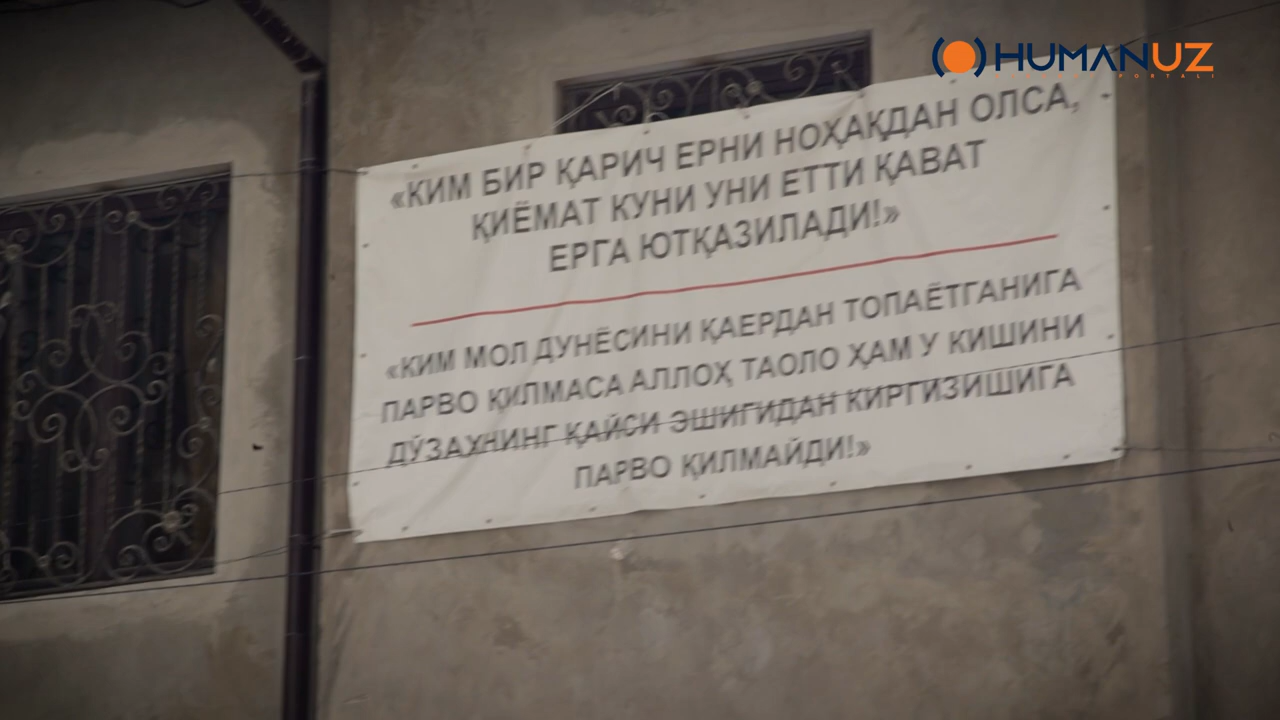 HUMANUZ
«КИМ БИР ҚАРИЧ ЕРНИ НОҲАҚДАН ОЛСА,
ҚИЁМАТ КУНИ УНИ ЕТТИ ҚАВАТ
ЕРГА ЮТҚАЗИЛАДИ!»
«КИМ МОЛ ДУНЁСИНИ ҚАЕРДАН ТОПАЁТГАНИГА
ПАРВО ҚИЛМАСА АЛЛОҲ ТАОЛО ҲАМ У КИШИНИ
ДЎЗАХНИНГ ҚАЙСИ ЭШИГИДАН КИРГИЗИШИГА
ПАРВО ҚИЛМАЙДИ!»